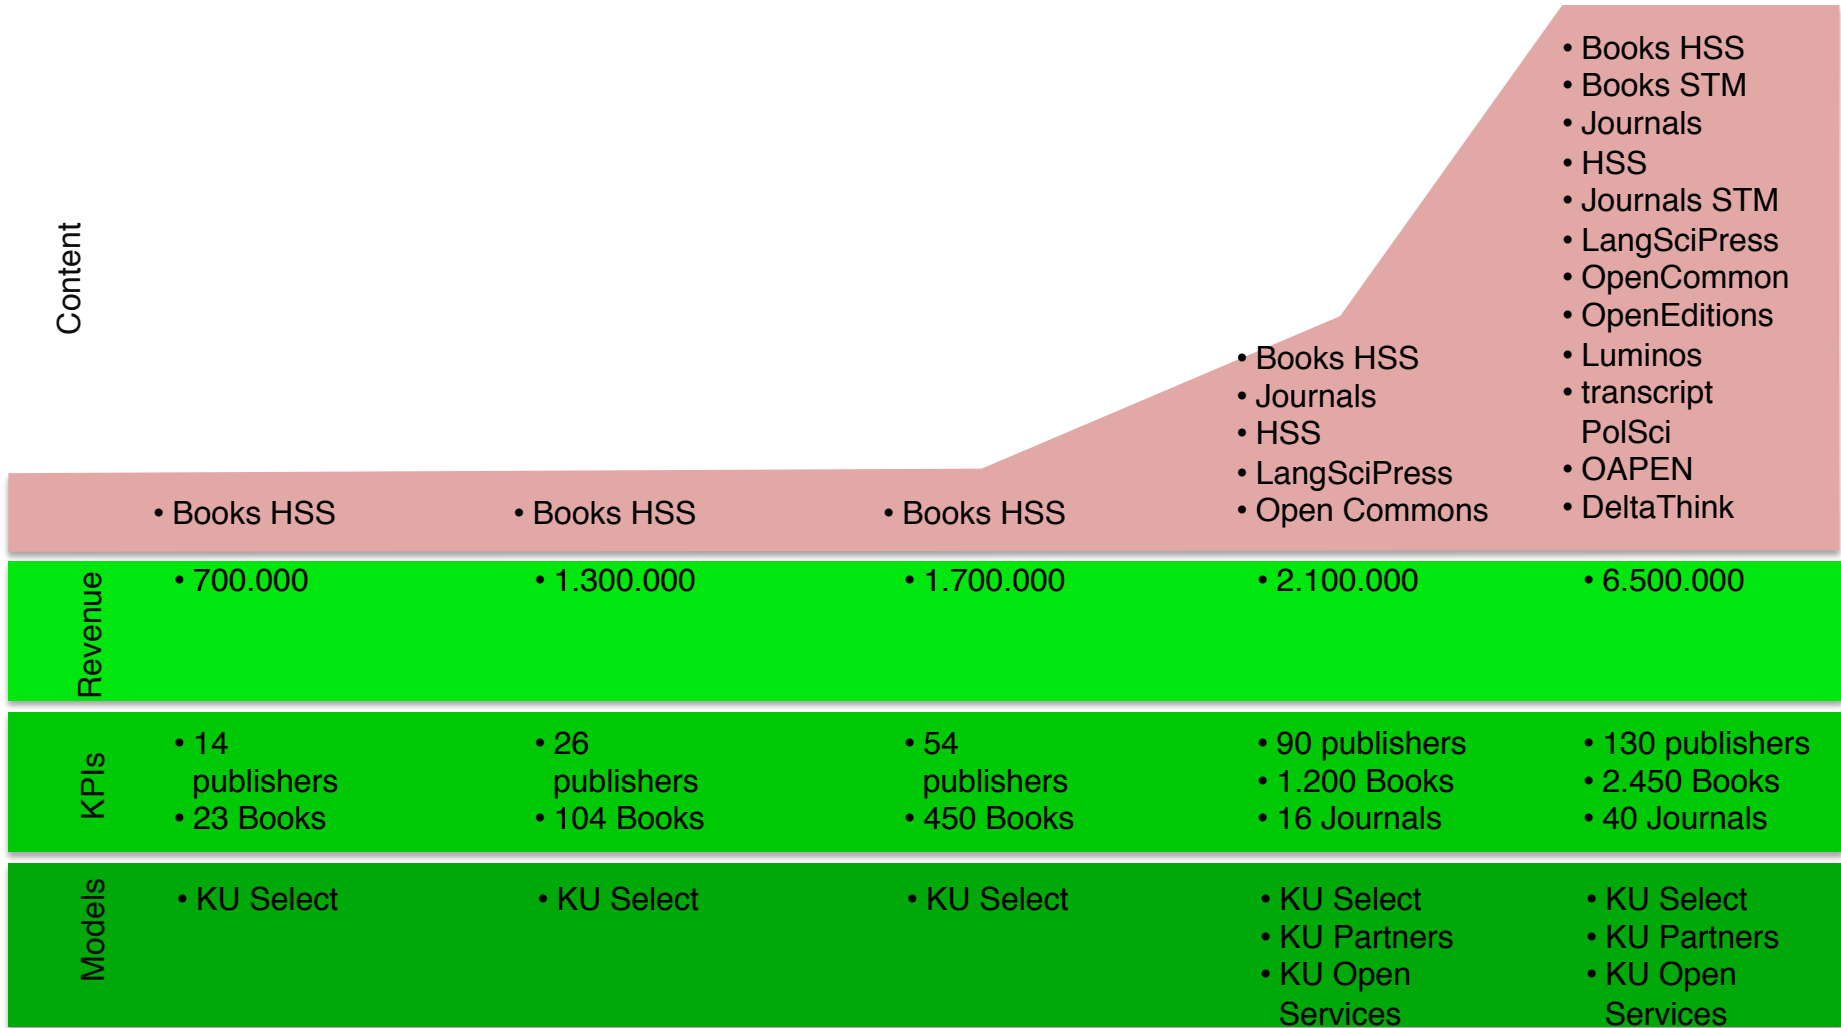 Content
• Books HSS
• Books HSS
• Books HSS
• Books HSS
• Journals
• HSS
• LangSciPress
• Open Commons
• Books HSS
• Books STM
• Journals
• HSS
• Journals STM
• LangSciPress
• OpenCommon
• OpenEditions
• Luminos
• transcript
PolSci
• OAPEN
• DeltaThink
Revenue
• 700.000
• 1.300.000
• 1.700.000
• 2.100.000
• 6.500.000
KPIs
• 14
publishers
• 23 Books
• 26
publishers
• 104 Books
• 54
publishers
• 450 Books
• 90 publishers
• 1.200 Books
• 16 Journals
• 130 publishers
• 2.450 Books
• 40 Journals
Models
• KU Select
• KU Select
• KU Select
• KU Select
• KU Partners
• KU Open
Services
• KU Select
• KU Partners
• KU Open
Services